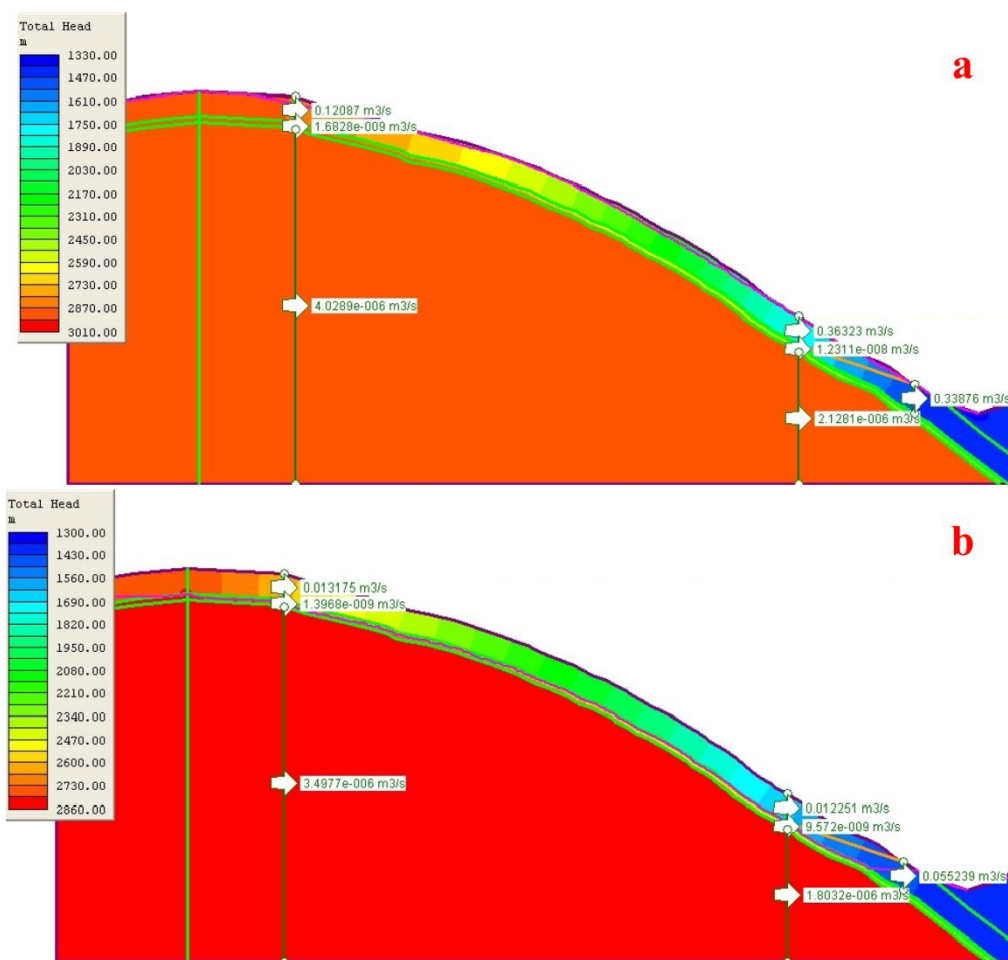 Total Head
m
1330.00
1470.00
1610.00
1750.00
1890.00
2030.00
2170.00
2310.00
2450.00
2590.00
2730.00
2870.00
3010.00
a
0.12087 m3/s
1.6828e-009 m3/s
4.0289e-006 m3/s
0.36323 m3/s
1.2311e-008 m3/s
0.33876 m3/s
2.1281e-006 m3/s
Total Head
m
1300.00
1430.00
1560.00
1690.00
1820.00
1950.00
2080.00
2210.00
2340.00
2470.00
2600.00
2730.00
2860.00
b
0.013175 m3/s
1.3968e-009 m3/s
3.4977e-006 m3/s
0.012251 m3/s
9.572e-009 m3/s
0.055239 m3/s
1.8032e-006 m3/s